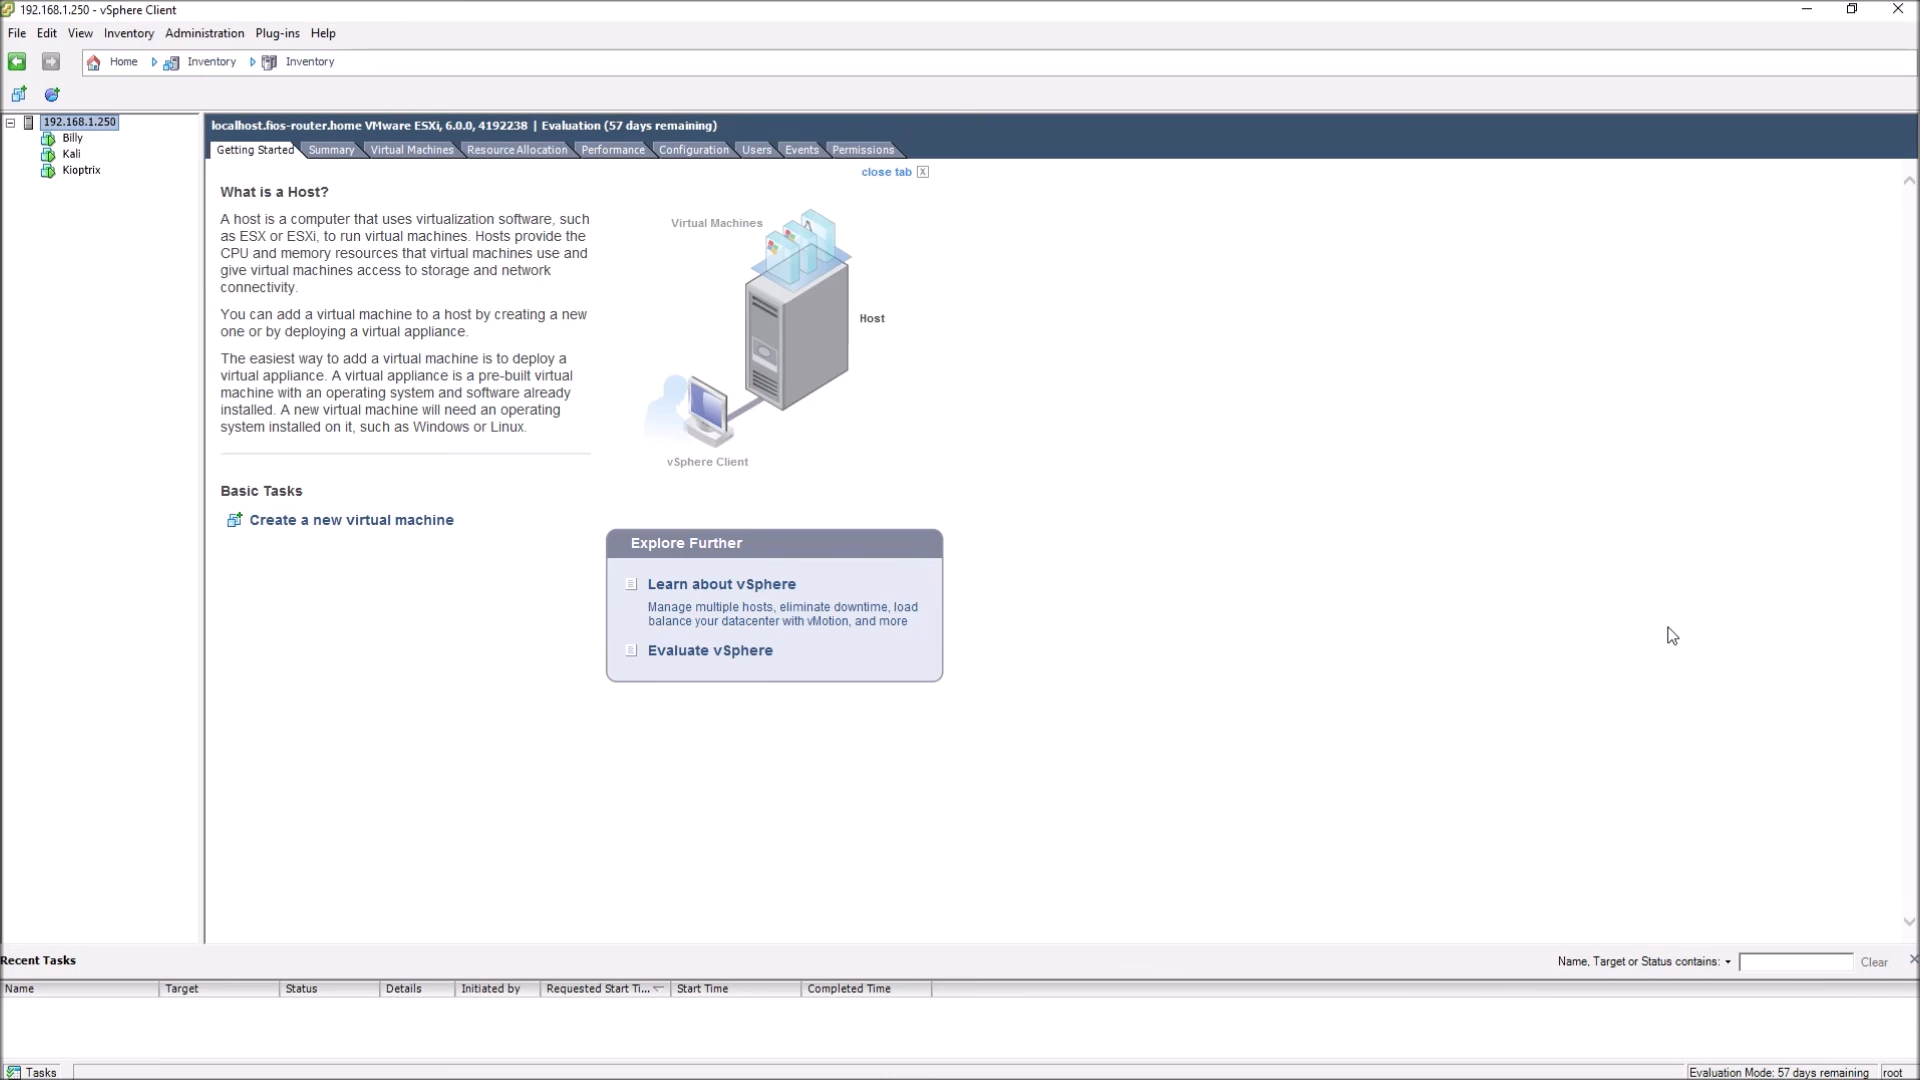 192.168.1.250 - vSphere Client
File Edit View Inventory Administration Plug-ins Help
Home Inventory Inventory
192.168.1.250
Billy
Kali
Kioptrix
localhost.fios-router.home VMware ESXi, 6.0.0, 4192238 | Evaluation (57 days remaining)
Getting Started Summary Virtual Machines Resource Allocation Performance Configuration Users Events Permissions
close tab X
What is a Host?
A host is a computer that uses virtualization software, such
as ESX or ESXi, to run virtual machines. Hosts provide the
CPU and memory resources that virtual machines use and
give virtual machines access to storage and network
connectivity.
You can add a virtual machine to a host by creating a new
one or by deploying a virtual appliance.
The easiest way to add a virtual machine is to deploy a
virtual appliance. A virtual appliance is a pre-built virtual
machine with an operating system and software already
installed. A new virtual machine will need an operating
system installed on it, such as Windows or Linux.
Virtual Machines
Host
vSphere Client
Basic Tasks
Create a new virtual machine
Explore Further
Learn about vSphere
Manage multiple hosts, eliminate downtime, load
balance your datacenter with vMotion, and more
Evaluate vSphere
Recent Tasks
Name, Target or Status contains: Clear
Name Target Status Details Initiated by Requested Start Ti... Start Time Completed Time
Tasks
Evaluation Mode: 57 days remaining root